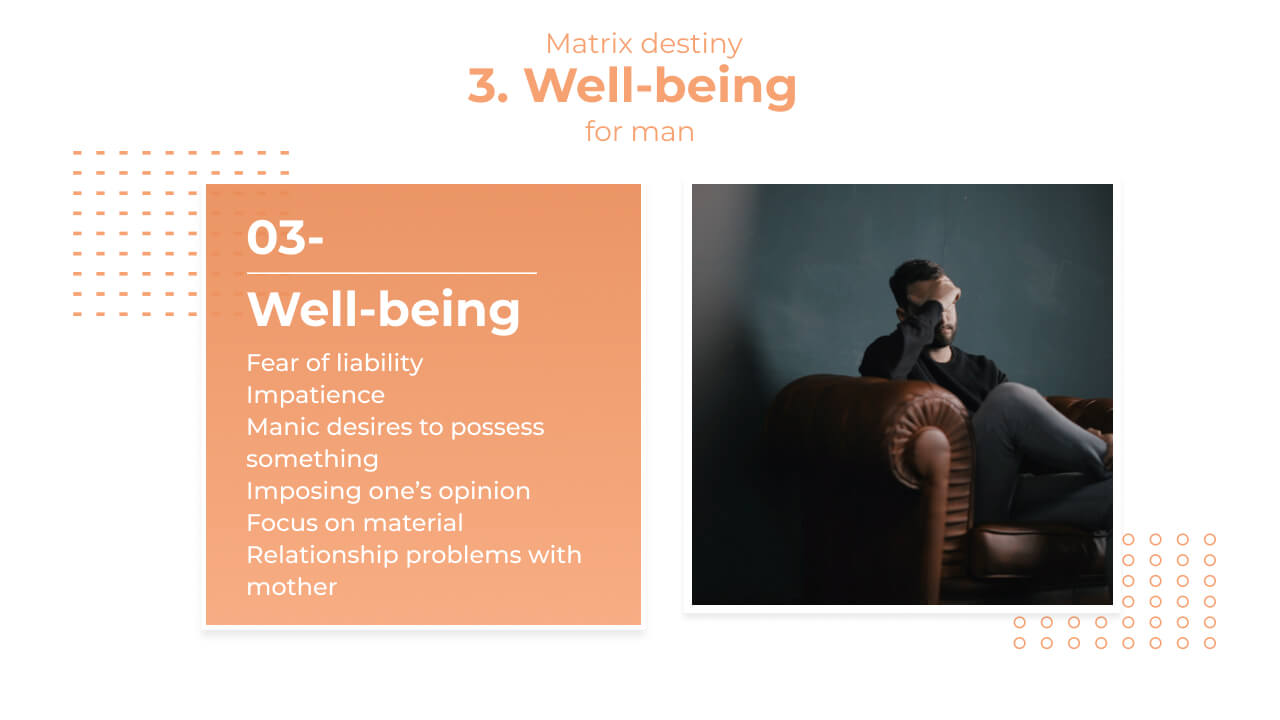 Matrix destiny
3. Well-being
for man
03-
Well-being
Fear of liability
Impatience
Manic desires to possess
something
Imposing one’s opinion
Focus on material
Relationship problems with
mother